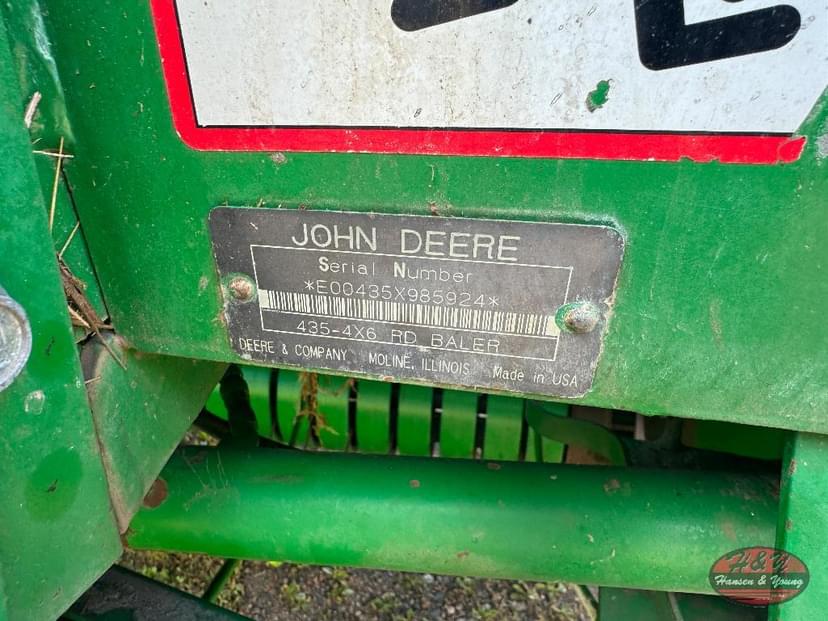 JOHN DEERE
Serial Number
*E00435X985924*
435-4X6 RD BALER
DEERE & COMPANY MOLINE, ILLINOIS Made in USA
H&Y
Hansen & Young